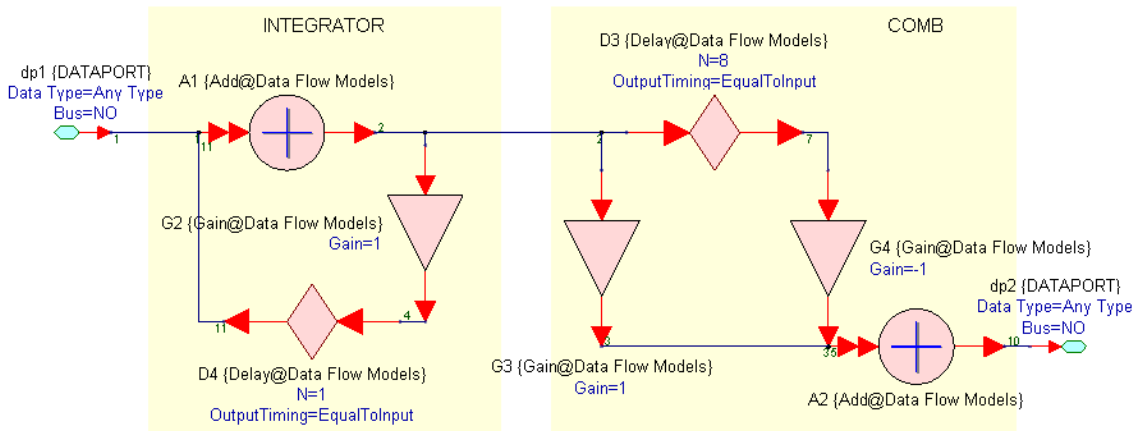 INTEGRATOR
COMB
dp1 {DATAPORT}
Data Type=Any Type
Bus=NO
A1 {Add@Data Flow Models}
D3 {Delay@Data Flow Models}
N=8
OutputTiming=EqualToInput
1
11
2
2
7
G2 {Gain@Data Flow Models}
Gain=1
G4 {Gain@Data Flow Models}
Gain=-1
dp2 {DATAPORT}
Data Type=Any Type
Bus=NO
11
4
3
10
D4 {Delay@Data Flow Models}
N=1
OutputTiming=EqualToInput
G3 {Gain@Data Flow Models}
Gain=1
A2 {Add@Data Flow Models}